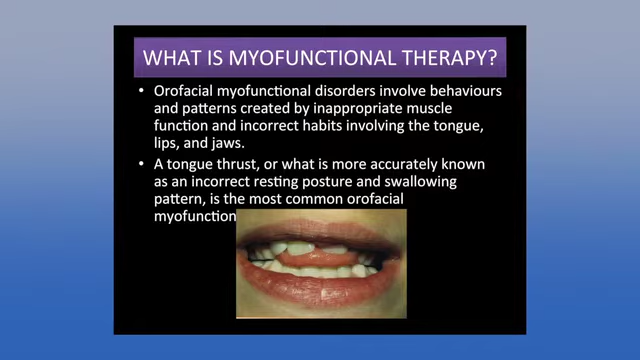 WHAT IS MYOFUNCTIONAL THERAPY?
• Orofacial myofunctional disorders involve behaviours
and patterns created by inappropriate muscle
function and incorrect habits involving the tongue,
lips, and jaws.
• A tongue thrust, or what is more accurately known
as an incorrect resting posture and swallowing
pattern, is the most common orofacial
myofunction